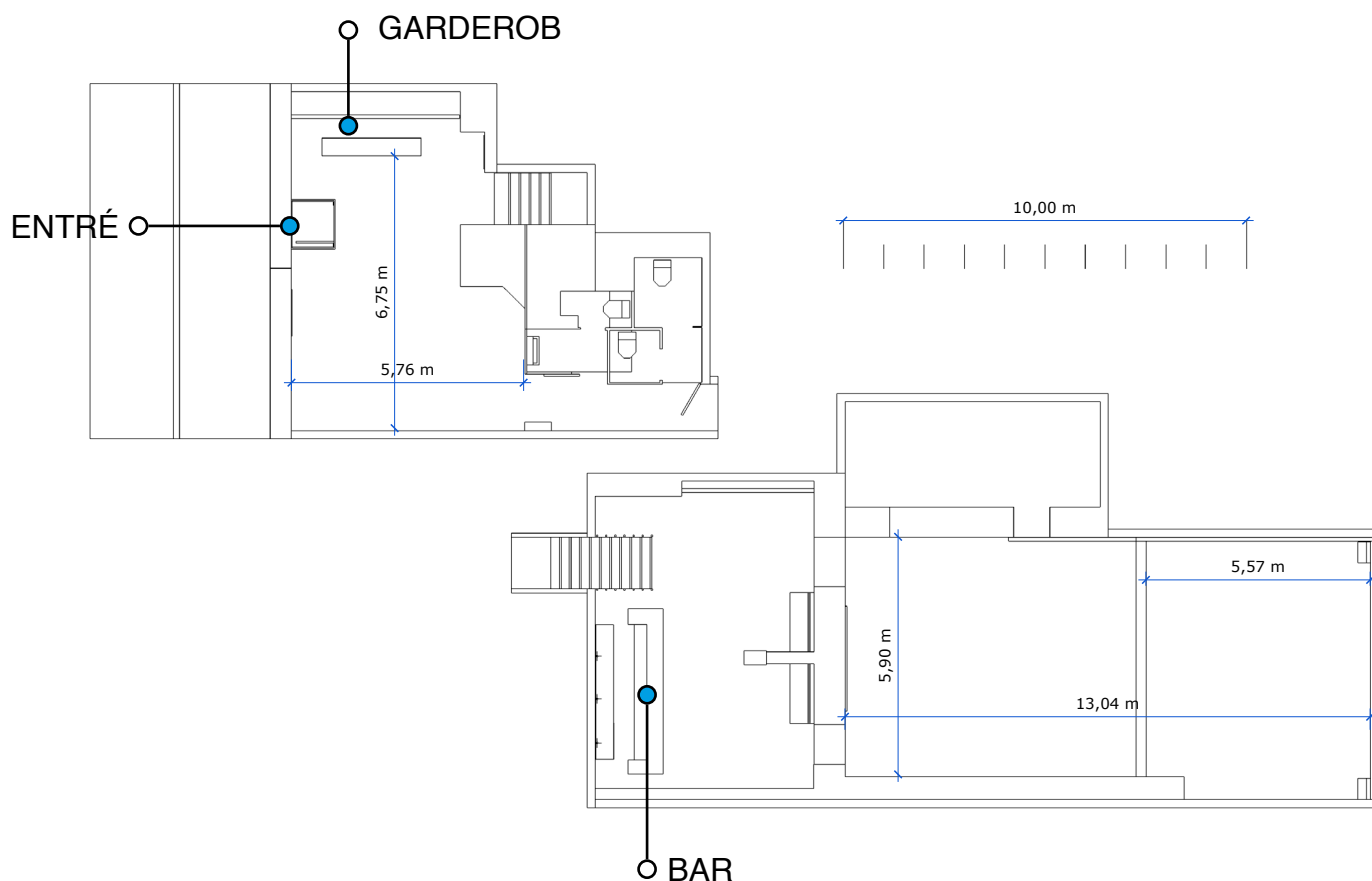 GARDEROB
ENTRÉ
10,00 m
6,75 m
5,76 m
5,57 m
5,90 m
13,04 m
BAR